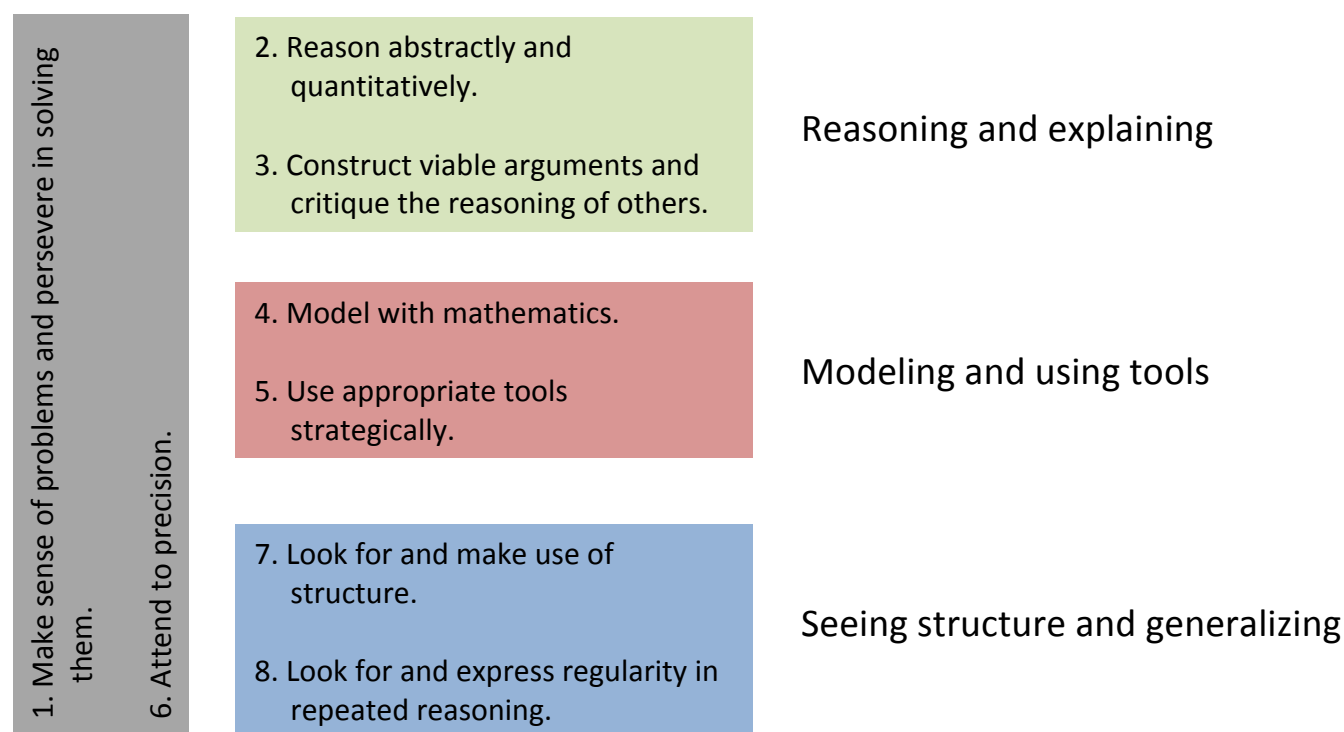 1. Make sense of problems and persevere in solving
them.
6. Attend to precision.
2. Reason abstractly and
quantitatively.
3. Construct viable arguments and
critique the reasoning of others.
Reasoning and explaining
4. Model with mathematics.
5. Use appropriate tools
strategically.
Modeling and using tools
7. Look for and make use of
structure.
8. Look for and express regularity in
repeated reasoning.
Seeing structure and generalizing